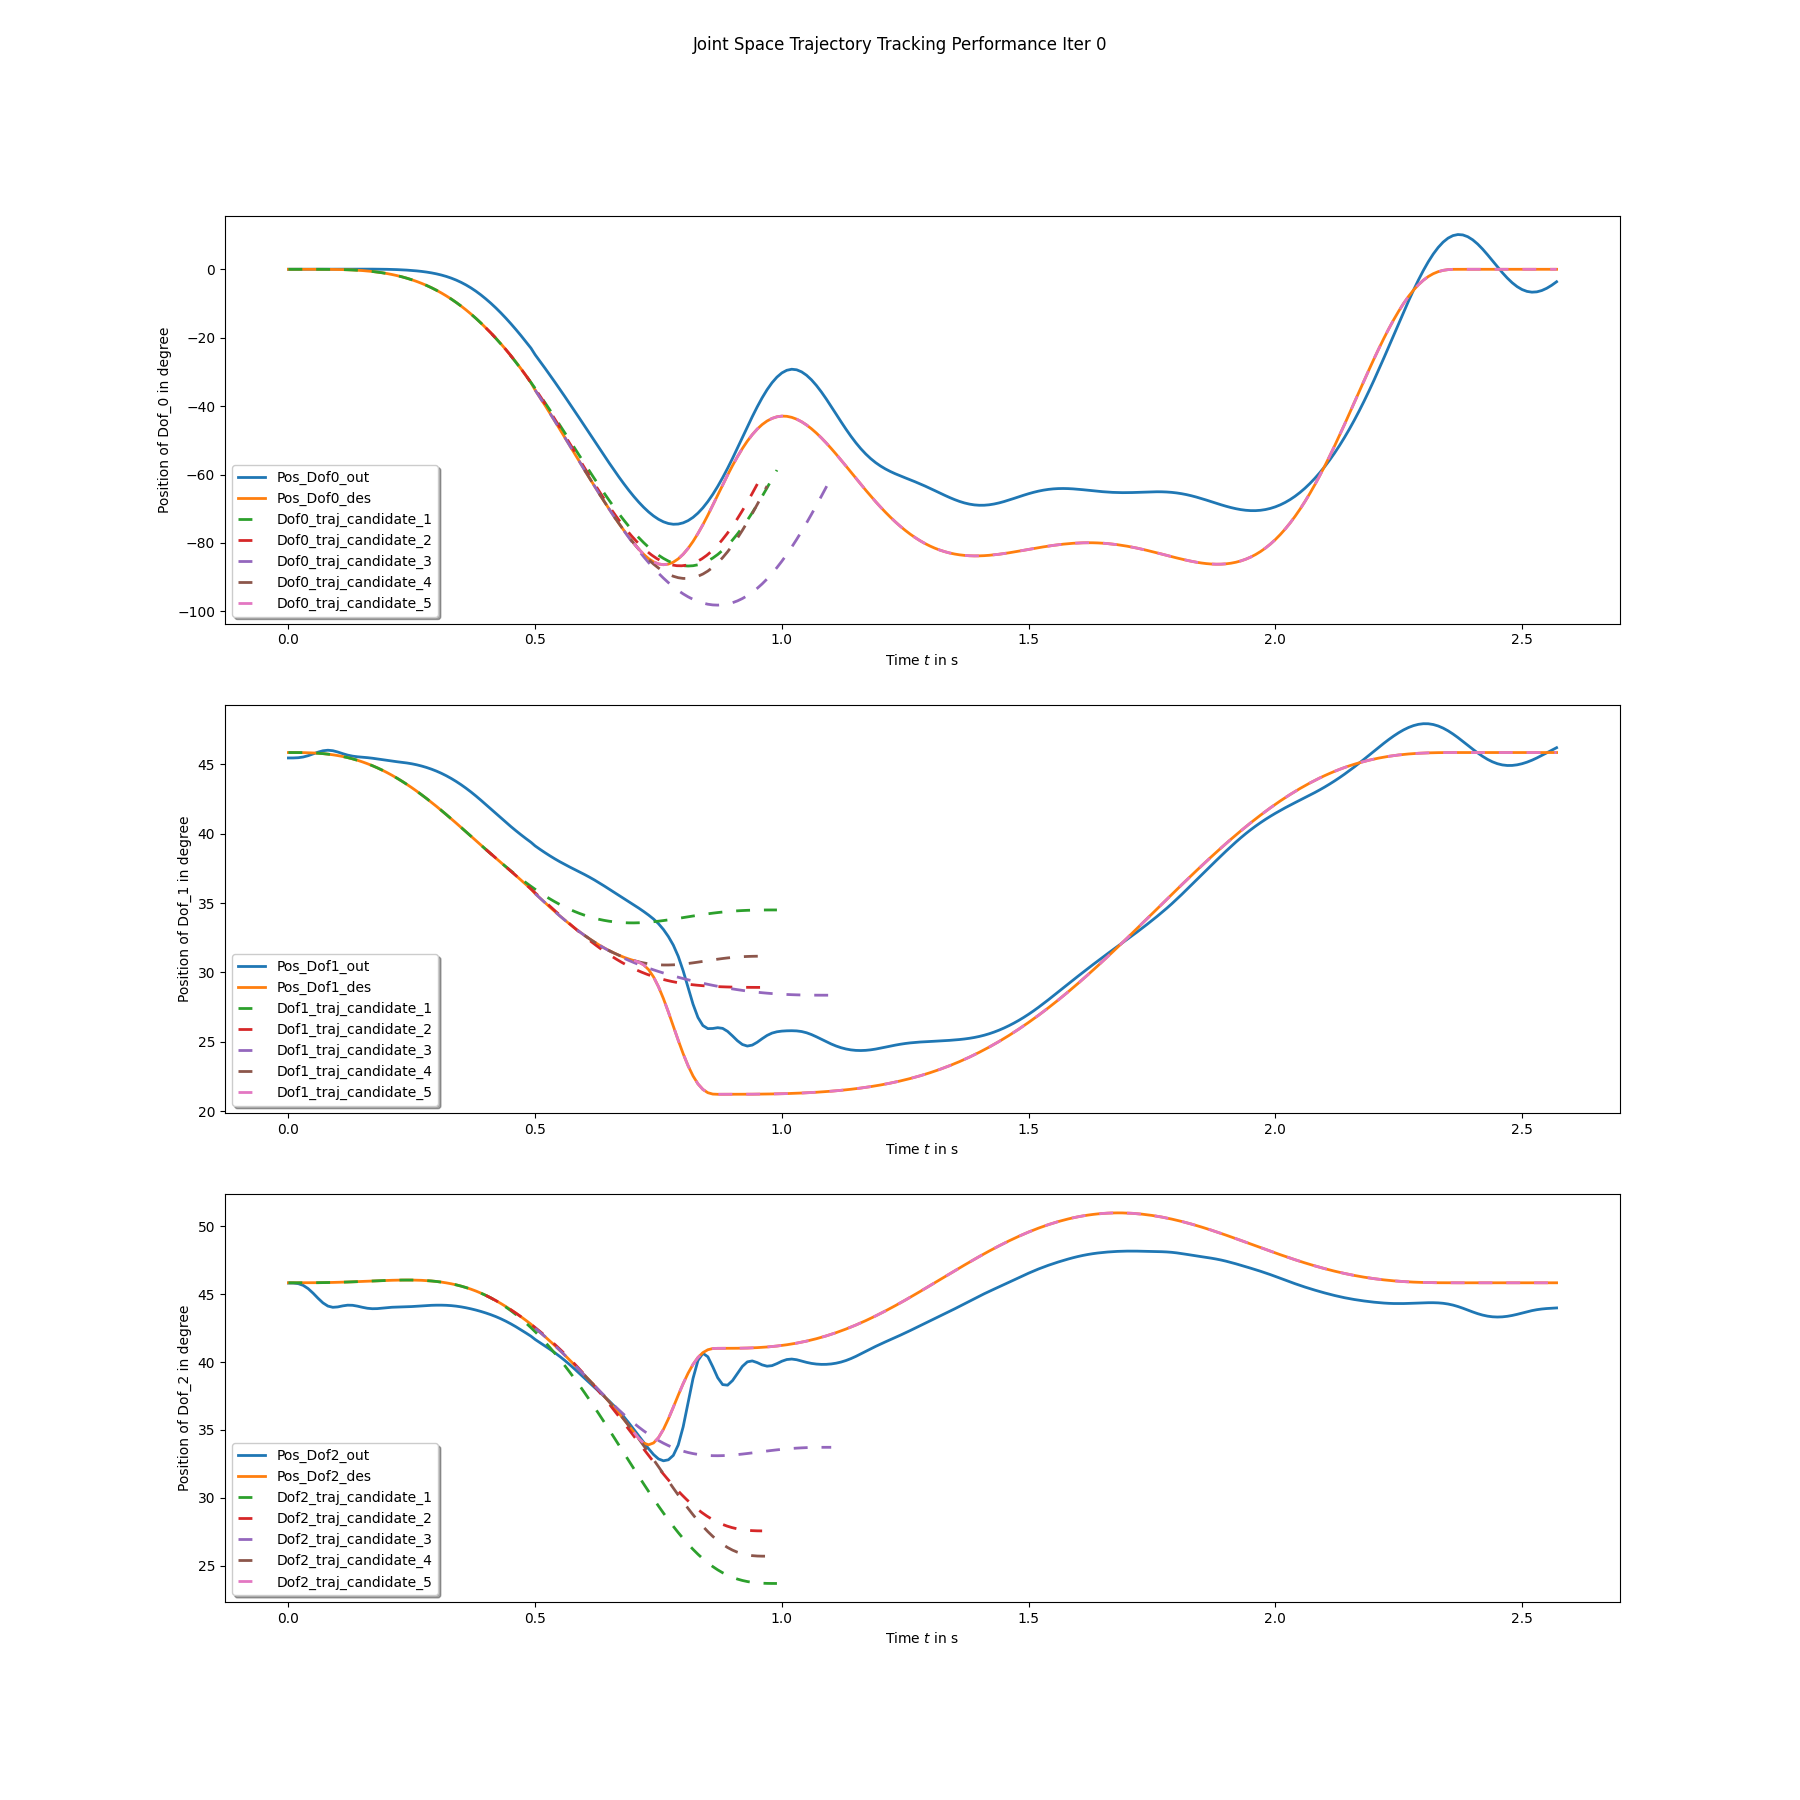 Joint Space Trajectory Tracking Performance Iter 0
Position of Dof_0 in degree
0
−20
−40
−60
−80
−100
Pos_Dof0_out
Pos_Dof0_des
Dof0_traj_candidate_1
Dof0_traj_candidate_2
Dof0_traj_candidate_3
Dof0_traj_candidate_4
Dof0_traj_candidate_5
0.0 0.5 1.0 1.5 2.0 2.5
Time t in s
Position of Dof_1 in degree
45
40
35
30
25
20
Pos_Dof1_out
Pos_Dof1_des
Dof1_traj_candidate_1
Dof1_traj_candidate_2
Dof1_traj_candidate_3
Dof1_traj_candidate_4
Dof1_traj_candidate_5
0.0 0.5 1.0 1.5 2.0 2.5
Time t in s
Position of Dof_2 in degree
50
45
40
35
30
25
Pos_Dof2_out
Pos_Dof2_des
Dof2_traj_candidate_1
Dof2_traj_candidate_2
Dof2_traj_candidate_3
Dof2_traj_candidate_4
Dof2_traj_candidate_5
0.0 0.5 1.0 1.5 2.0 2.5
Time t in s